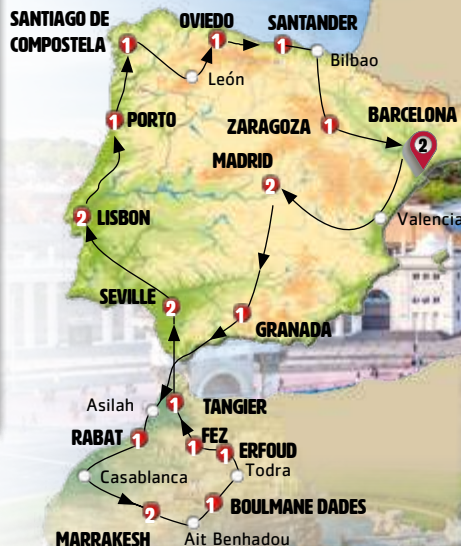 SANTIAGO DE
COMPOSTELA
1
OVIEDO
1
SANTANDER
1
Bilbao
León
1
PORTO
ZARAGOZA
1
BARCELONA
2
MADRID
2
Valencia
2
LISBON
SEVILLE
2
1
GRANADA
Asilah
1
TANGIER
RABAT
1
FEZ
1
1
ERFOUD
Todra
Casablanca
2
MARRAKESH
1
BOULMANE DADES
Ait Benhadou